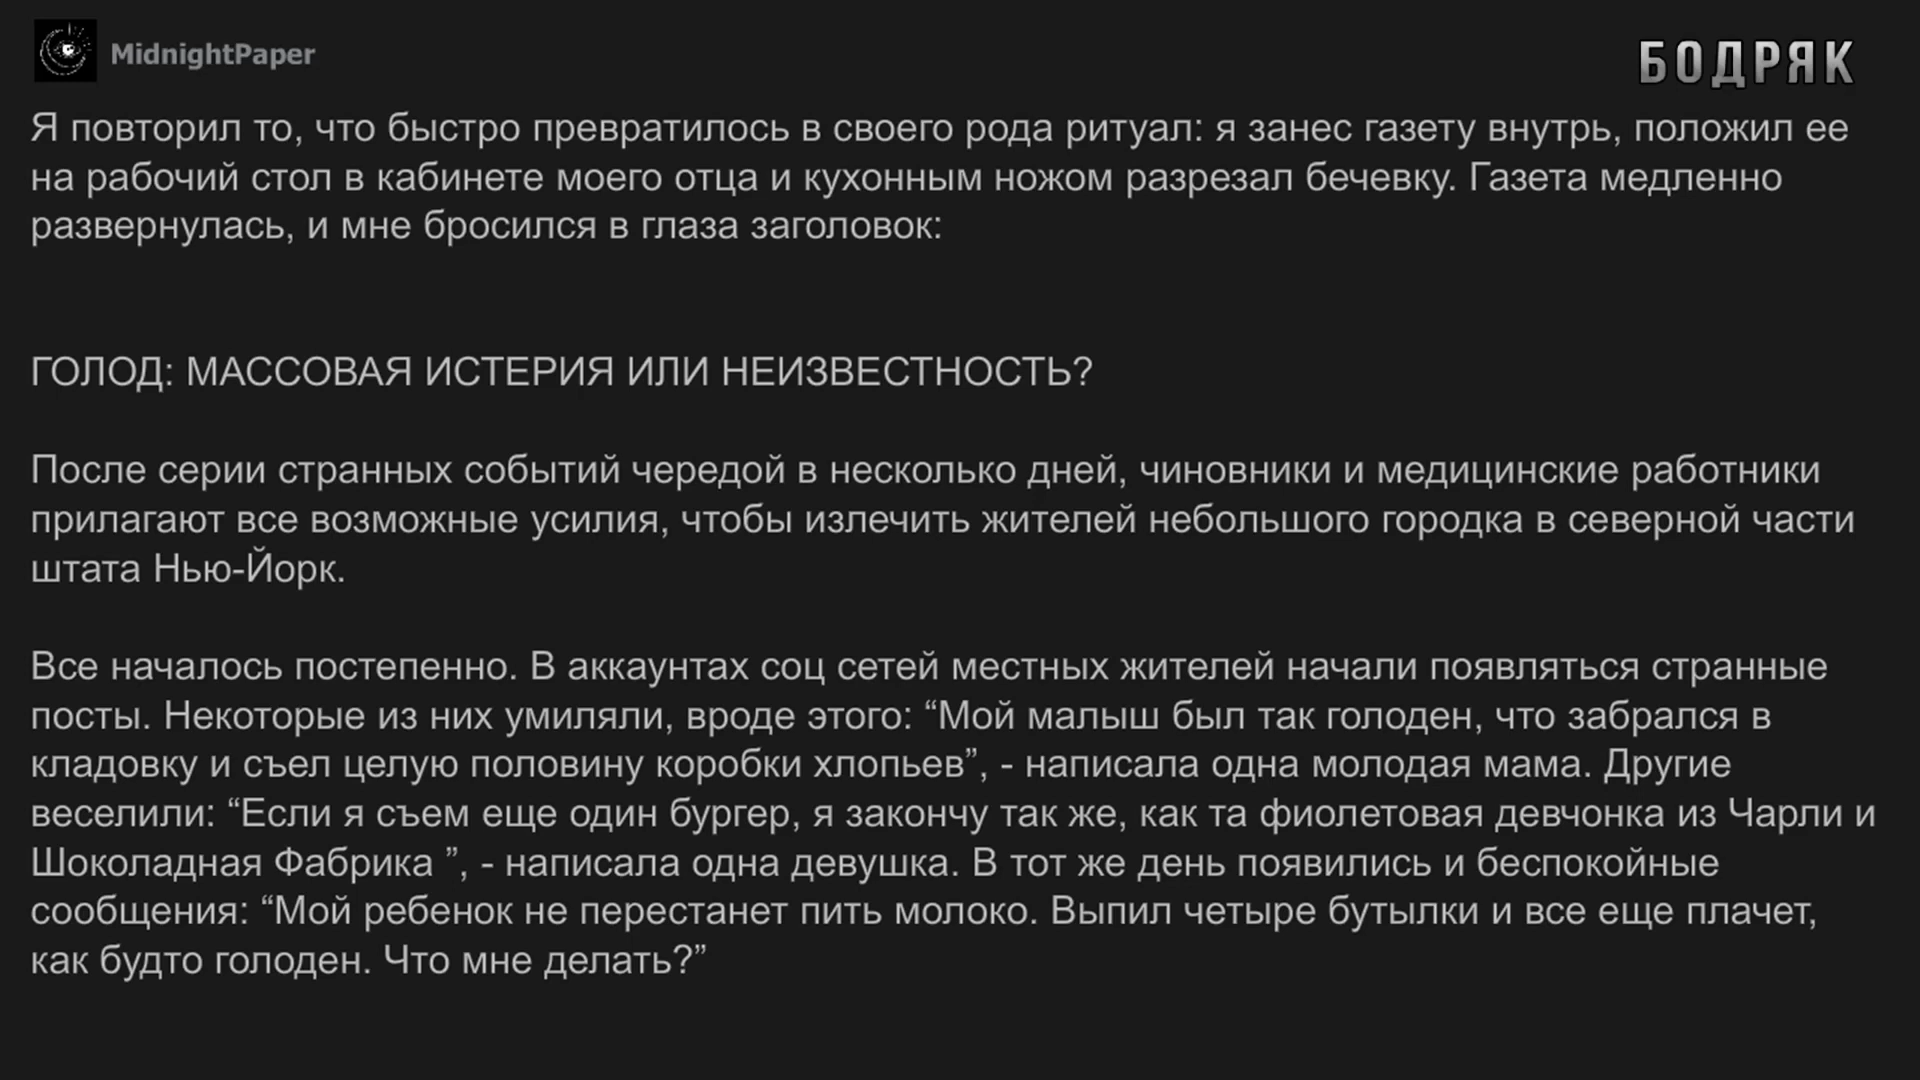 MidnightPaper
БОДРЯК
Я повторил то, что быстро превратилось в своего рода ритуал: я занес газету внутрь, положил ее
на рабочий стол в кабинете моего отца и кухонным ножом разрезал бечевку. Газета медленно
развернулась, и мне бросился в глаза заголовок:
ГОЛОД: МАССОВАЯ ИСТЕРИЯ ИЛИ НЕИЗВЕСТНОСТЬ?
После серии странных событий чередой в несколько дней, чиновники и медицинские работники
прилагают все возможные усилия, чтобы излечить жителей небольшого городка в северной части
штата Нью-Йорк.
Все началось постепенно. В аккаунтах соц сетей местных жителей начали появляться странные
посты. Некоторые из них умиляли, вроде этого: “Мой малыш был так голоден, что забрался в
кладовку и съел целую половину коробки хлопьев”, - написала одна молодая мама. Другие
веселили: “Если я съем еще один бургер, я закончу так же, как та фиолетовая девчонка из Чарли и
Шоколадная Фабрика ”, - написала одна девушка. В тот же день появились и беспокойные
сообщения: “Мой ребенок не перестанет пить молоко. Выпил четыре бутылки и все еще плачет,
как будто голоден. Что мне делать?”